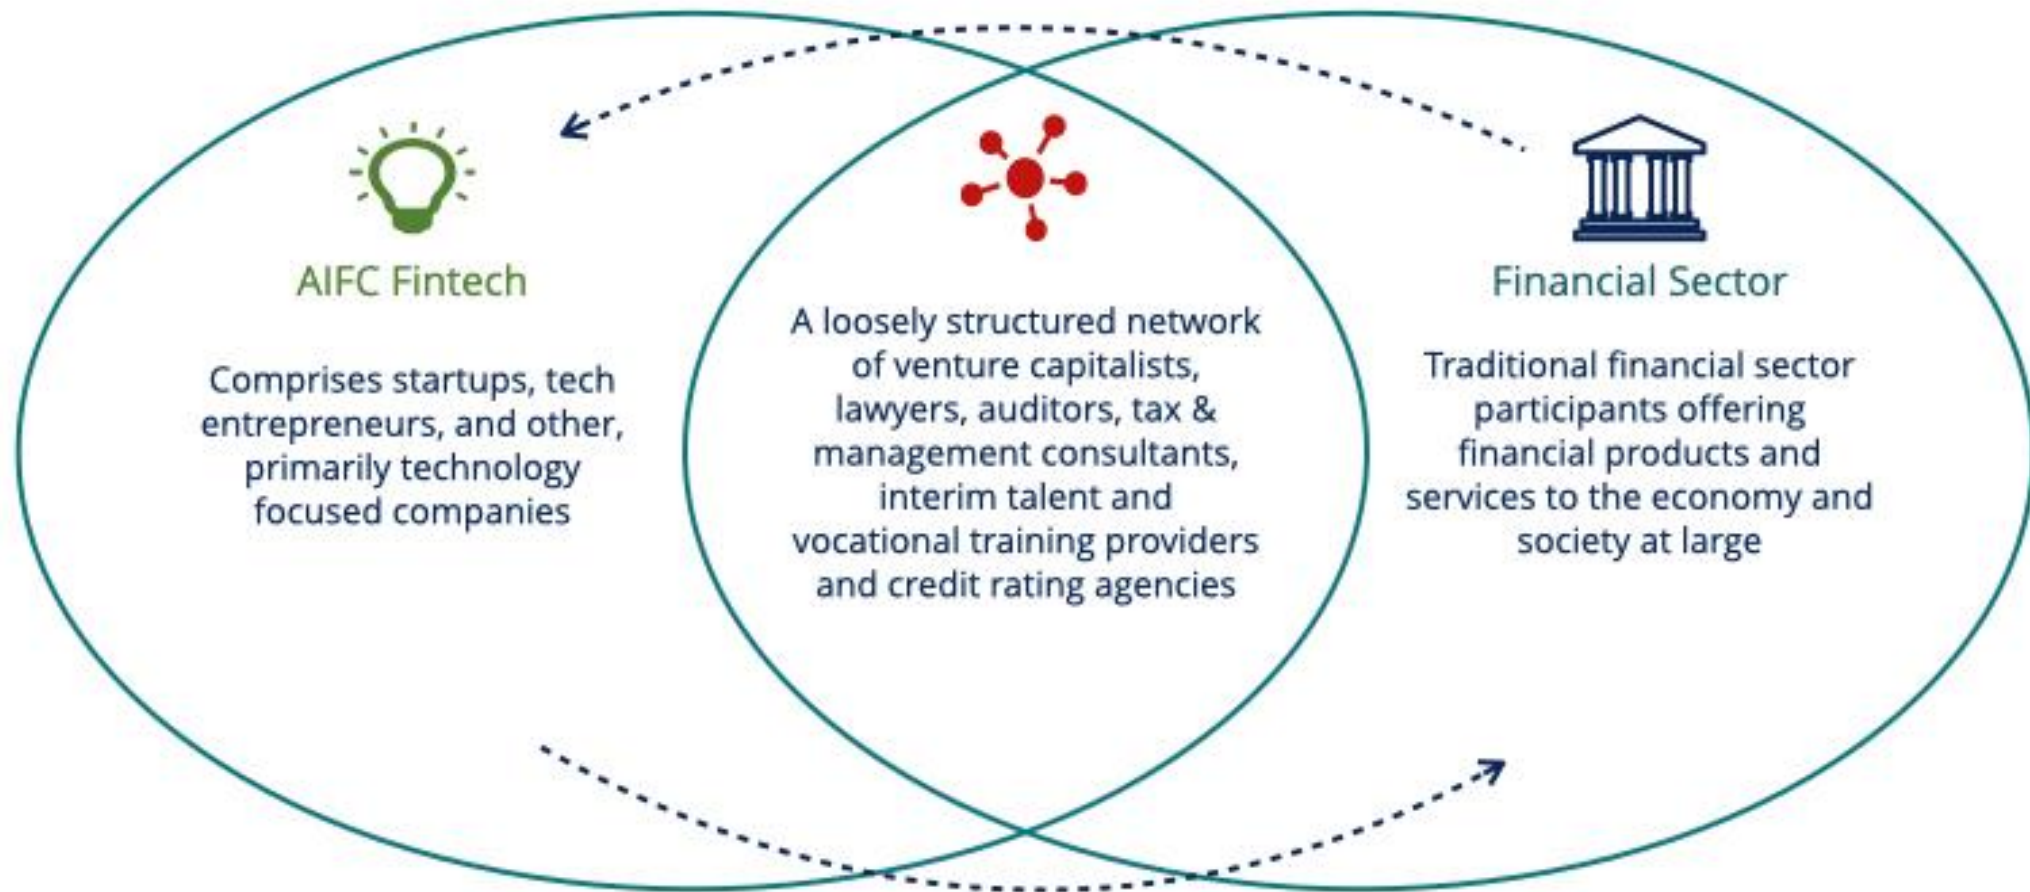 AIFC Fintech
Comprises startups, tech
entrepreneurs, and other,
primarily technology
focused companies
A loosely structured network
of venture capitalists,
lawyers, auditors, tax &
management consultants,
interim talent and
vocational training providers
and credit rating agencies
Financial Sector
Traditional financial sector
participants offering
financial products and
services to the economy and
society at large